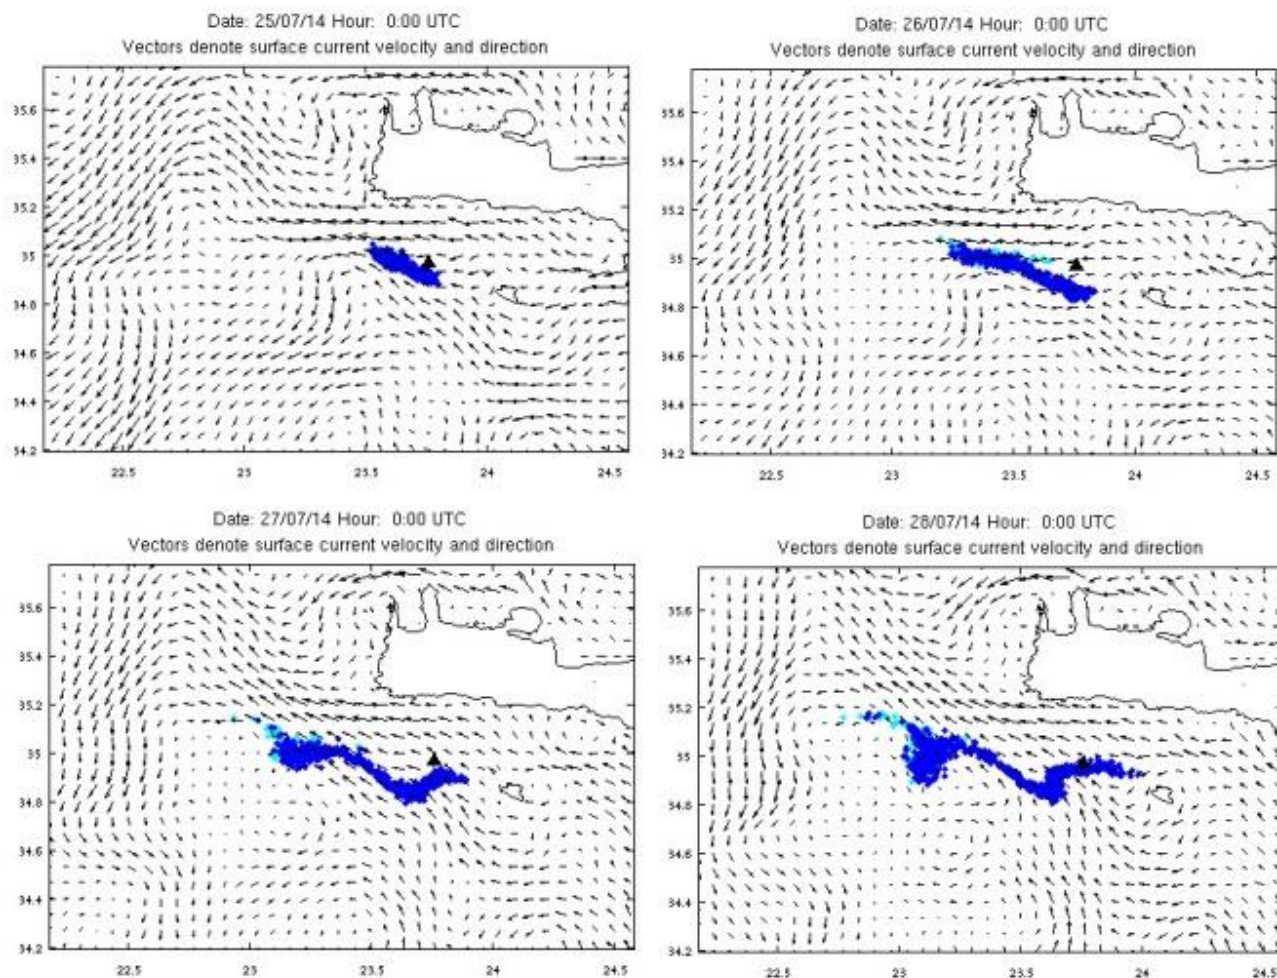 Date: 25/07/14 Hour: 0:00 UTC
Vectors denote surface current velocity and direction
35.6
35.4
35.2
35
34.8
34.6
34.4
34.2
22.5 23 23.5 24 24.5
Date: 26/07/14 Hour: 0:00 UTC
Vectors denote surface current velocity and direction
35.6
35.4
35.2
35
34.8
34.6
34.4
34.2
22.5 23 23.5 24 24.5
Date: 27/07/14 Hour: 0:00 UTC
Vectors denote surface current velocity and direction
35.6
35.4
35.2
35
34.8
34.6
34.4
34.2
22.5 23 23.5 24 24.5
Date: 28/07/14 Hour: 0:00 UTC
Vectors denote surface current velocity and direction
35.6
35.4
35.2
35
34.8
34.6
34.4
34.2
22.5 23 23.5 24 24.5